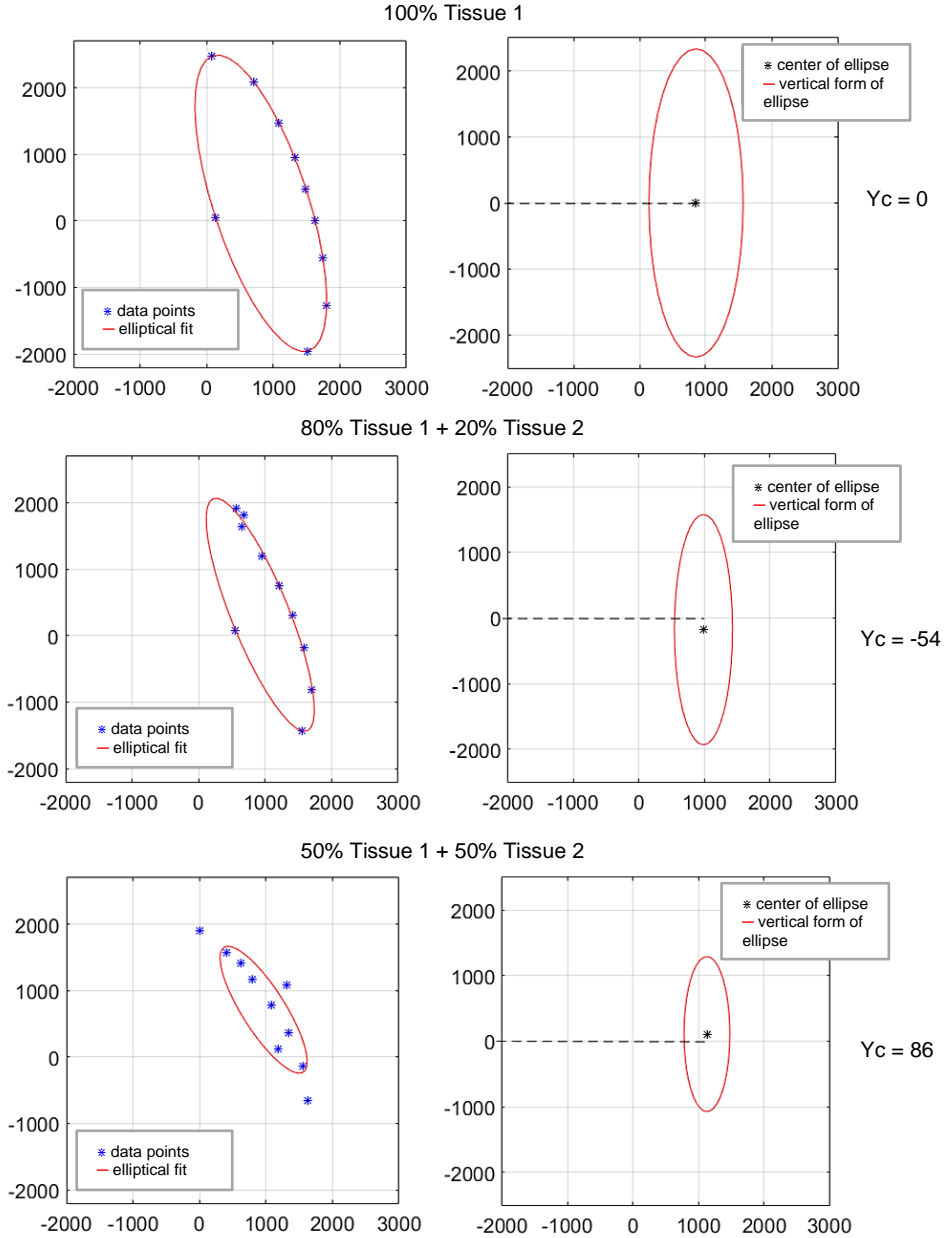 100% Tissue 1
2000
1000
0
-1000
-2000
* data points
— elliptical fit
-2000 -1000 0 1000 2000 3000
2000
1000
0
-1000
-2000
* center of ellipse
— vertical form of
ellipse
-2000 -1000 0 1000 2000 3000
Yc = 0
80% Tissue 1 + 20% Tissue 2
2000
1000
0
-1000
-2000
* data points
— elliptical fit
-2000 -1000 0 1000 2000 3000
2000
1000
0
-1000
-2000
* center of ellipse
— vertical form of
ellipse
-2000 -1000 0 1000 2000 3000
Yc = -54
50% Tissue 1 + 50% Tissue 2
2000
1000
0
-1000
-2000
* data points
— elliptical fit
-2000 -1000 0 1000 2000 3000
2000
1000
0
-1000
-2000
* center of ellipse
— vertical form of
ellipse
-2000 -1000 0 1000 2000 3000
Yc = 86